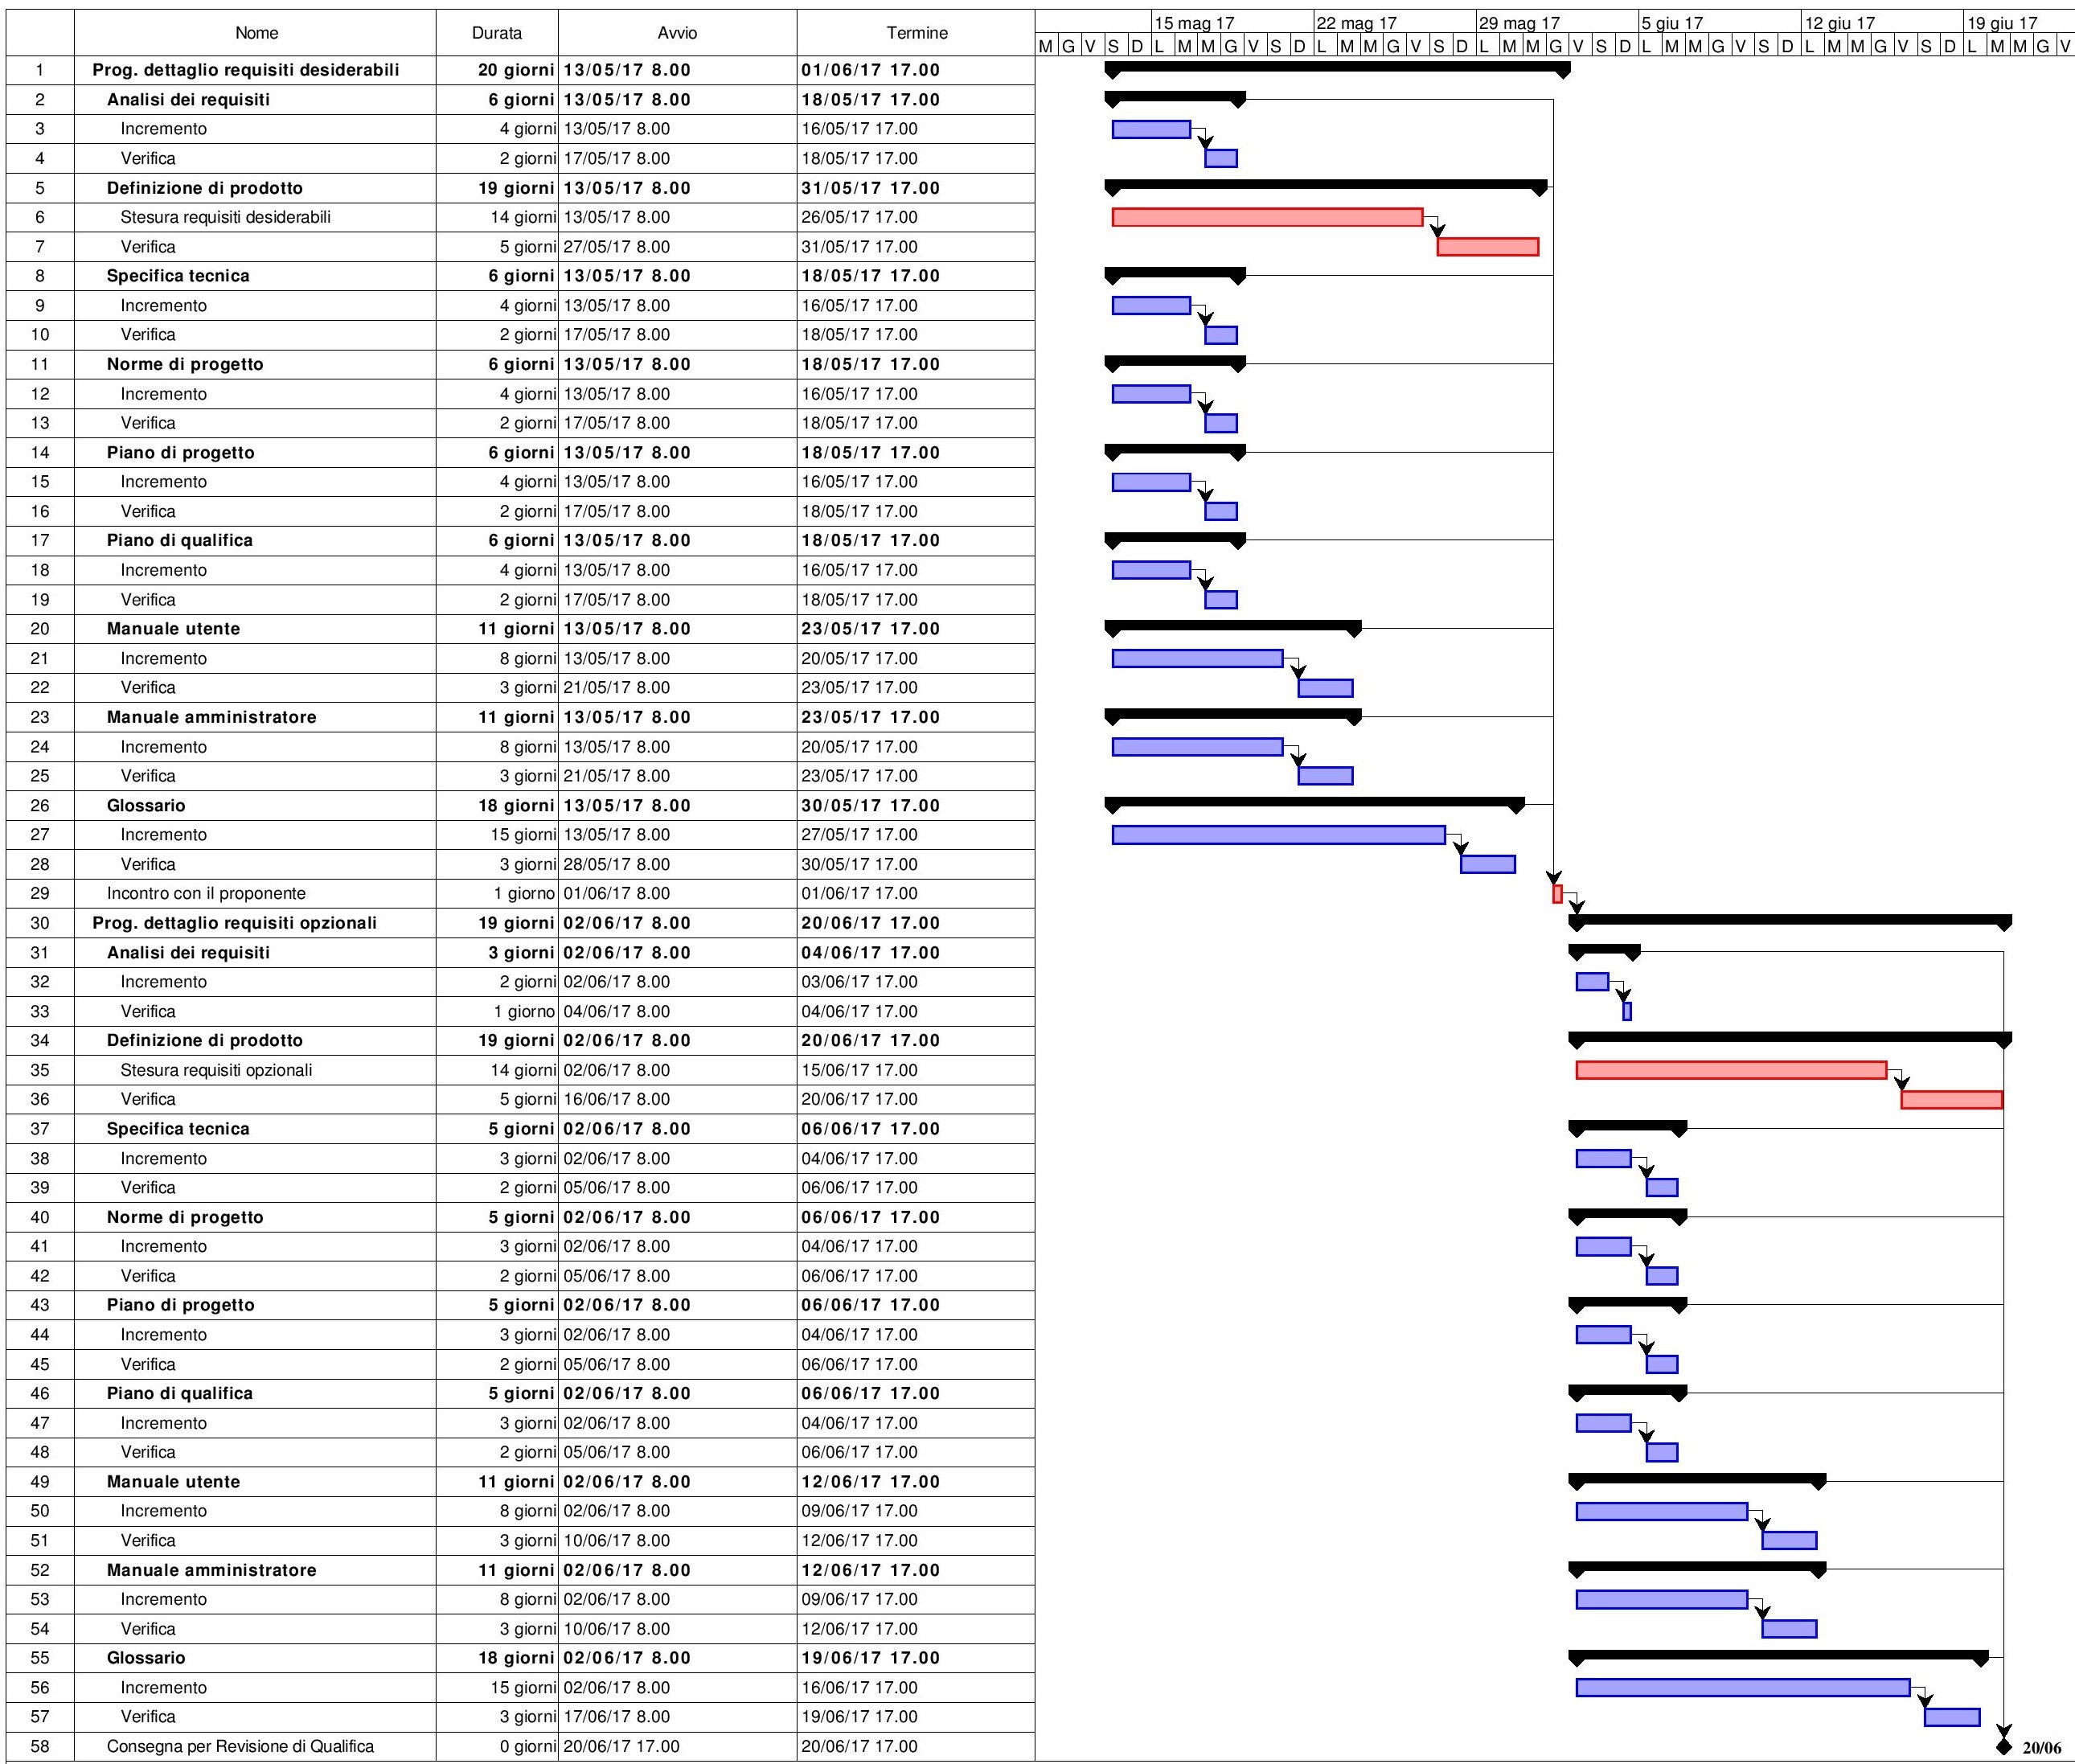 Nome Durata Avvio Termine 15 mag 17 22 mag 17 29 mag 17 5 giu 17 12 giu 17 19 giu 17
M G V S D L M M G V S D L M M G V S D L M M G V S D L M M G V S D L M M G V S D L M M G V
1 Prog. dettaglio requisiti desiderabili 20 giorni 13/05/17 8.00 01/06/17 17.00
2 Analisi dei requisiti 6 giorni 13/05/17 8.00 18/05/17 17.00
3 Incremento 4 giorni 13/05/17 8.00 16/05/17 17.00
4 Verifica 2 giorni 17/05/17 8.00 18/05/17 17.00
5 Definizione di prodotto 19 giorni 13/05/17 8.00 31/05/17 17.00
6 Stesura requisiti desiderabili 14 giorni 13/05/17 8.00 26/05/17 17.00
7 Verifica 5 giorni 27/05/17 8.00 31/05/17 17.00
8 Specifica tecnica 6 giorni 13/05/17 8.00 18/05/17 17.00
9 Incremento 4 giorni 13/05/17 8.00 16/05/17 17.00
10 Verifica 2 giorni 17/05/17 8.00 18/05/17 17.00
11 Norme di progetto 6 giorni 13/05/17 8.00 18/05/17 17.00
12 Incremento 4 giorni 13/05/17 8.00 16/05/17 17.00
13 Verifica 2 giorni 17/05/17 8.00 18/05/17 17.00
14 Piano di progetto 6 giorni 13/05/17 8.00 18/05/17 17.00
15 Incremento 4 giorni 13/05/17 8.00 16/05/17 17.00
16 Verifica 2 giorni 17/05/17 8.00 18/05/17 17.00
17 Piano di qualifica 6 giorni 13/05/17 8.00 18/05/17 17.00
18 Incremento 4 giorni 13/05/17 8.00 16/05/17 17.00
19 Verifica 2 giorni 17/05/17 8.00 18/05/17 17.00
20 Manuale utente 11 giorni 13/05/17 8.00 23/05/17 17.00
21 Incremento 8 giorni 13/05/17 8.00 20/05/17 17.00
22 Verifica 3 giorni 21/05/17 8.00 23/05/17 17.00
23 Manuale amministratore 11 giorni 13/05/17 8.00 23/05/17 17.00
24 Incremento 8 giorni 13/05/17 8.00 20/05/17 17.00
25 Verifica 3 giorni 21/05/17 8.00 23/05/17 17.00
26 Glossario 18 giorni 13/05/17 8.00 30/05/17 17.00
27 Incremento 15 giorni 13/05/17 8.00 27/05/17 17.00
28 Verifica 3 giorni 28/05/17 8.00 30/05/17 17.00
29 Incontro con il proponente 1 giorno 01/06/17 8.00 01/06/17 17.00
30 Prog. dettaglio requisiti opzionali 19 giorni 02/06/17 8.00 20/06/17 17.00
31 Analisi dei requisiti 3 giorni 02/06/17 8.00 04/06/17 17.00
32 Incremento 2 giorni 02/06/17 8.00 03/06/17 17.00
33 Verifica 1 giorno 04/06/17 8.00 04/06/17 17.00
34 Definizione di prodotto 19 giorni 02/06/17 8.00 20/06/17 17.00
35 Stesura requisiti opzionali 14 giorni 02/06/17 8.00 15/06/17 17.00
36 Verifica 5 giorni 16/06/17 8.00 20/06/17 17.00
37 Specifica tecnica 5 giorni 02/06/17 8.00 06/06/17 17.00
38 Incremento 3 giorni 02/06/17 8.00 04/06/17 17.00
39 Verifica 2 giorni 05/06/17 8.00 06/06/17 17.00
40 Norme di progetto 5 giorni 02/06/17 8.00 06/06/17 17.00
41 Incremento 3 giorni 02/06/17 8.00 04/06/17 17.00
42 Verifica 2 giorni 05/06/17 8.00 06/06/17 17.00
43 Piano di progetto 5 giorni 02/06/17 8.00 06/06/17 17.00
44 Incremento 3 giorni 02/06/17 8.00 04/06/17 17.00
45 Verifica 2 giorni 05/06/17 8.00 06/06/17 17.00
46 Piano di qualifica 5 giorni 02/06/17 8.00 06/06/17 17.00
47 Incremento 3 giorni 02/06/17 8.00 04/06/17 17.00
48 Verifica 2 giorni 05/06/17 8.00 06/06/17 17.00
49 Manuale utente 11 giorni 02/06/17 8.00 12/06/17 17.00
50 Incremento 8 giorni 02/06/17 8.00 09/06/17 17.00
51 Verifica 3 giorni 10/06/17 8.00 12/06/17 17.00
52 Manuale amministratore 11 giorni 02/06/17 8.00 12/06/17 17.00
53 Incremento 8 giorni 02/06/17 8.00 09/06/17 17.00
54 Verifica 3 giorni 10/06/17 8.00 12/06/17 17.00
55 Glossario 18 giorni 02/06/17 8.00 19/06/17 17.00
56 Incremento 15 giorni 02/06/17 8.00 16/06/17 17.00
57 Verifica 3 giorni 17/06/17 8.00 19/06/17 17.00
58 Consegna per Revisione di Qualifica 0 giorni 20/06/17 17.00 20/06/17 17.00 20/06